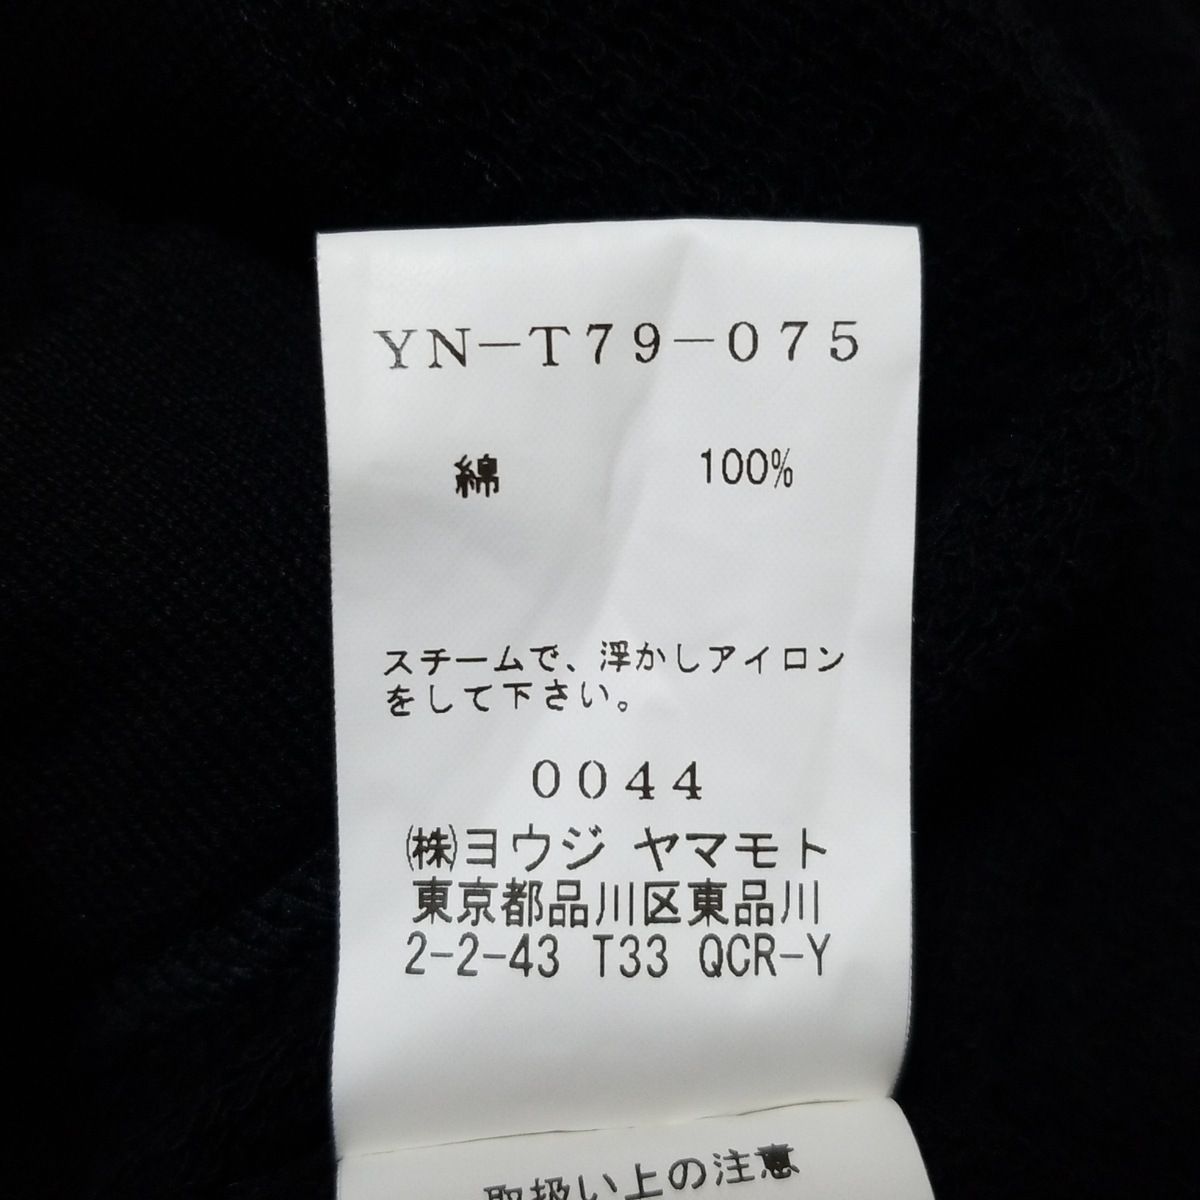 YN-T79-075
綿 100%
スチームで、浮かしアイロン
をして下さい。
0044
㈱ヨウジ ヤマモト
東京都品川区東品川
2-2-43 T33 QCR-Y
取扱い上の注意